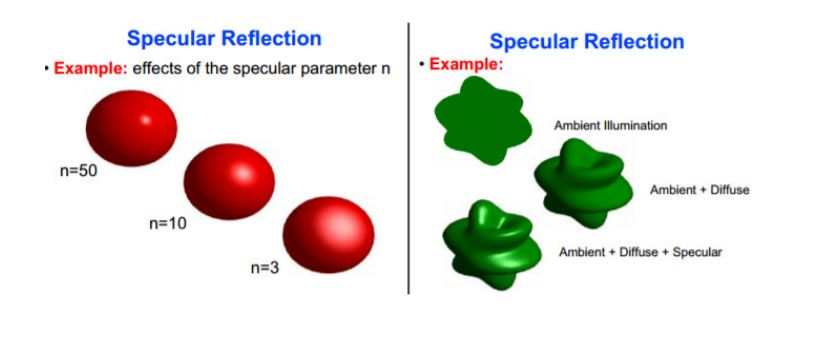 Specular Reflection
• Example: effects of the specular parameter n
n=50
n=10
n=3
Specular Reflection
• Example:
Ambient Illumination
Ambient + Diffuse
Ambient + Diffuse + Specular